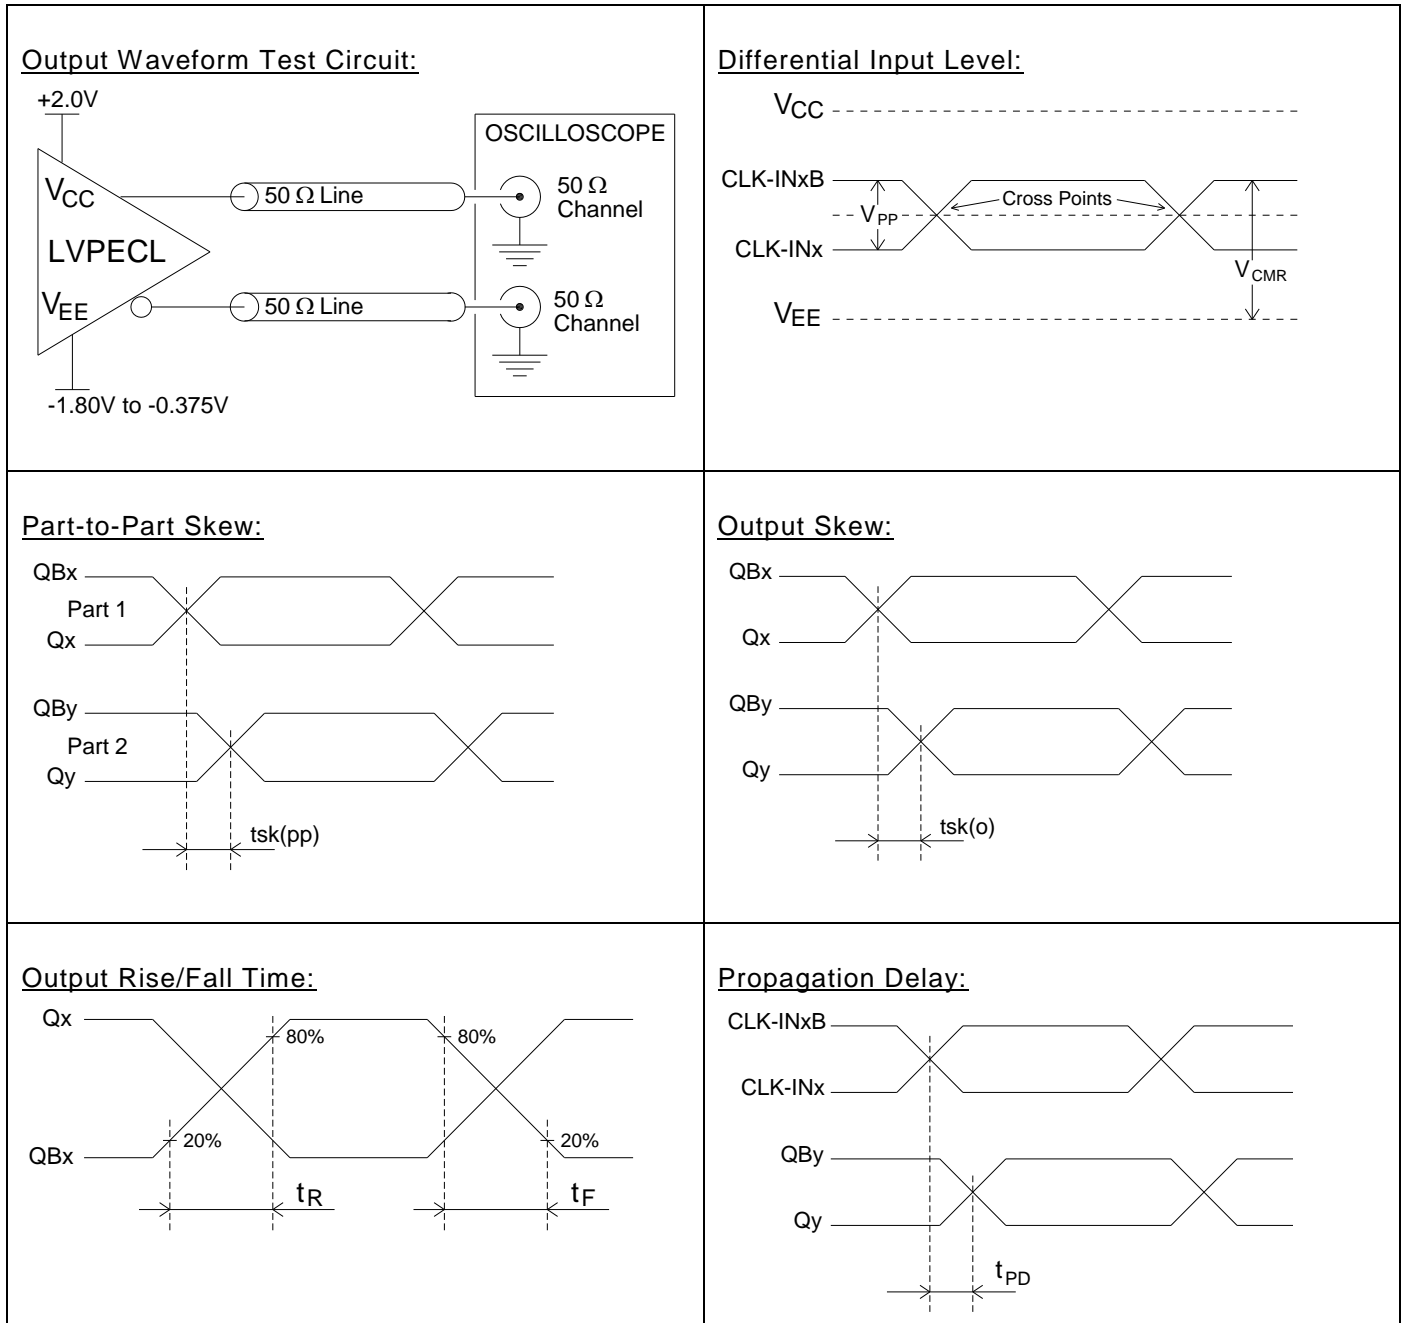 Output Waveform Test Circuit:
+2.0V
VCC
LVPECL
VEE
-1.80V to -0.375V
50 Ω Line
50 Ω Line
OSCILLOSCOPE
50 Ω
Channel
50 Ω
Channel
Differential Input Level:
VCC
CLK-INxB
VPP
Cross Points
CLK-INx
VCMR
VEE
Part-to-Part Skew:
QBx
Part 1
Qx
QBy
Part 2
Qy
tsk(pp)
Output Skew:
QBx
Qx
QBy
Qy
tsk(o)
Output Rise/Fall Time:
Qx
80%
80%
20%
20%
QBx
tR
tF
Propagation Delay:
CLK-INxB
CLK-INx
QBy
Qy
tPD